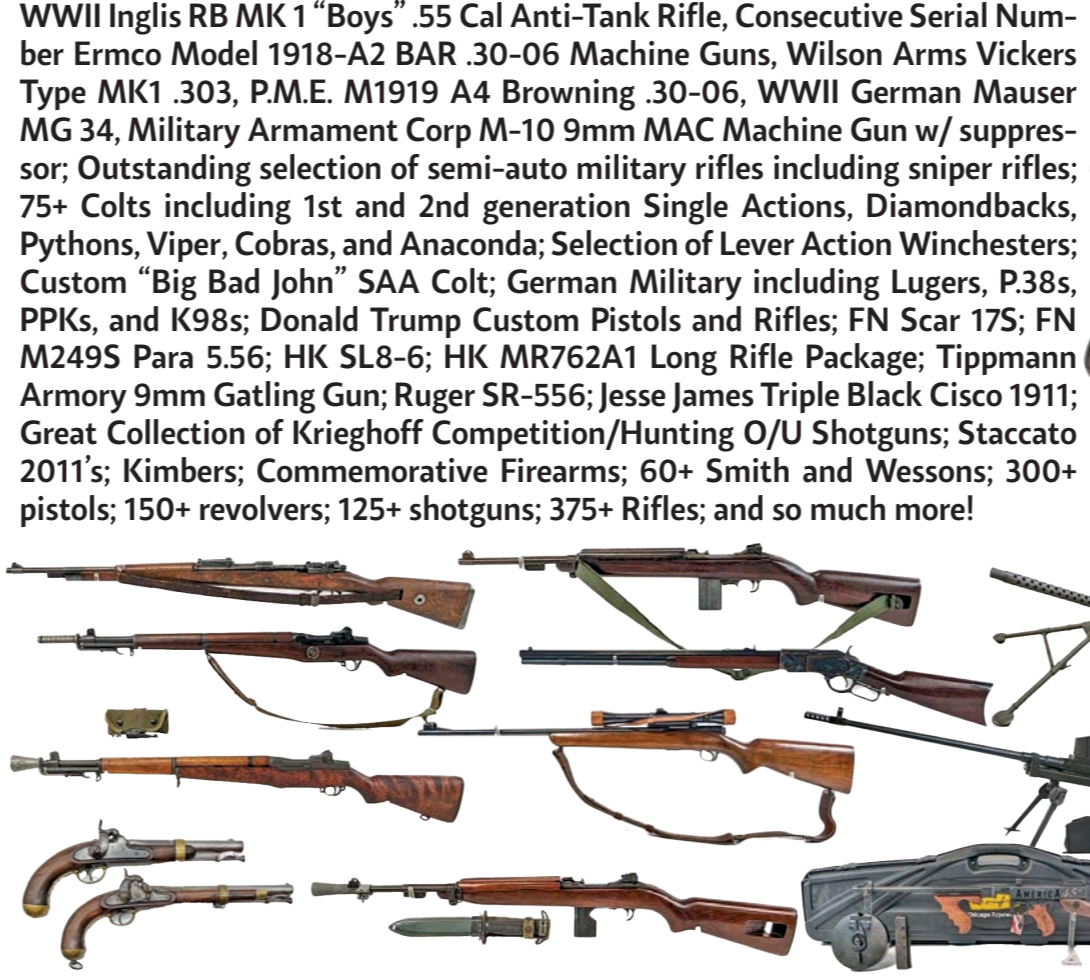 WWII Inglis RB MK 1 “Boys” .55 Cal Anti-Tank Rifle, Consecutive Serial Num-
ber Ermco Model 1918-A2 BAR .30-06 Machine Guns, Wilson Arms Vickers
Type MK1 .303, P.M.E. M1919 A4 Browning .30-06, WWII German Mauser
MG 34, Military Armament Corp M-10 9mm MAC Machine Gun w/ suppres-
sor; Outstanding selection of semi-auto military rifles including sniper rifles;
75+ Colts including 1st and 2nd generation Single Actions, Diamondbacks,
Pythons, Viper, Cobras, and Anaconda; Selection of Lever Action Winchesters;
Custom “Big Bad John” SAA Colt; German Military including Lugers, P.38s,
PPKs, and K98s; Donald Trump Custom Pistols and Rifles; FN Scar 17S; FN
M249S Para 5.56; HK SL8-6; HK MR762A1 Long Rifle Package; Tippmann
Armory 9mm Gatling Gun; Ruger SR-556; Jesse James Triple Black Cisco 1911;
Great Collection of Krieghoff Competition/Hunting O/U Shotguns; Staccato
2011’s; Kimbers; Commemorative Firearms; 60+ Smith and Wessons; 300+
pistols; 150+ revolvers; 125+ shotguns; 375+ Rifles; and so much more!
AMERICA
Chicago